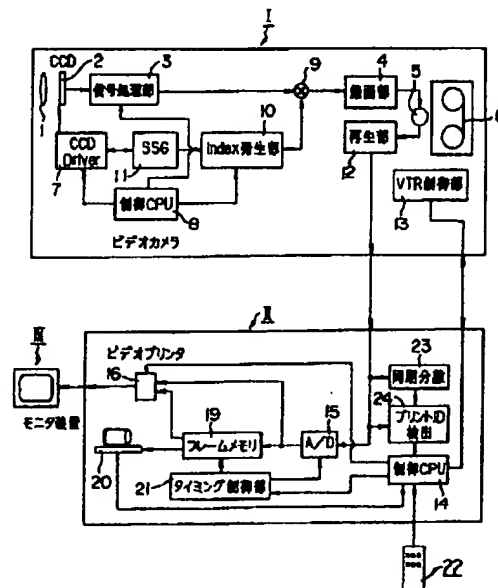 I
CCD
2
3
信号処理部
9
4
録画部
5
6
1
10
7
CCD
Driver
SSG
11
Index 発生部
再生部
12
制御CPU
8
VTR制御部
13
ビデオカメラ
II
III
ビデオプリンタ
16
23
同期分離
24
モニタ装置
19
フレームメモリ
15
A/D
プリントID
検出
20
21
タイミング制御部
制御CPU
14
22